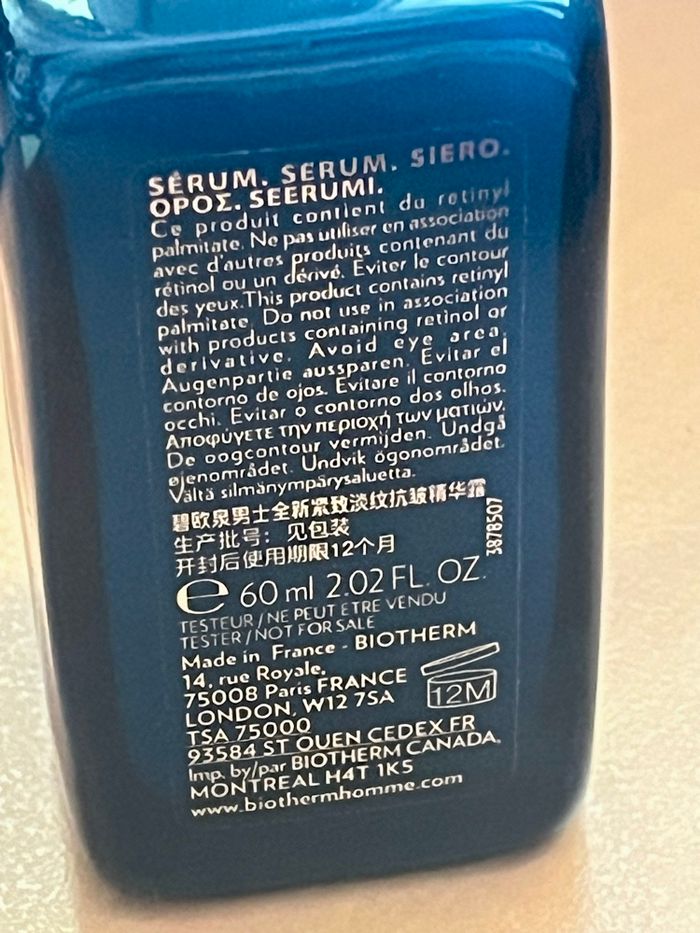 SÉRUM. SERUM. SIERO.
ΟΡΟΣ. SEERUMI.
Ce produit contient du retinyl
palmitate. Ne pas utiliser en association
avec d'autres produits contenant du
rétinol ou un dérivé. Eviter le contour
des yeux.This product contains retinyl
palmitate. Do not use in association
with products containing retinol or
derivative. Avoid eye area.
Augenpartie aussparen. Evitar el
contorno de ojos. Evitare il contorno
occhi. Evitar o contorno dos olhos.
Αποφύγετε την περιοχή των ματιών.
De oogcontour vermijden. Undgå
øjenområdet. Undvik ögonområdet.
Vältä silmänympärysaluetta.
碧欧泉男士全新紧致淡纹抗皱精华霜
生产批号：见包装
开封后使用期限12个月
3878507
e 60 ml 2.02 FL. OZ.
TESTEUR/NE PEUT ETRE VENDU
TESTER/NOT FOR SALE
Made in France - BIOTHERM
14, rue Royale,
75008 Paris FRANCE
LONDON, W12 7SA
12M
TSA 75000
93584 ST OUEN CEDEX FR
Imp. by/par BIOTHERM CANADA,
MONTREAL H4T 1K5
www.biothermhomme.com